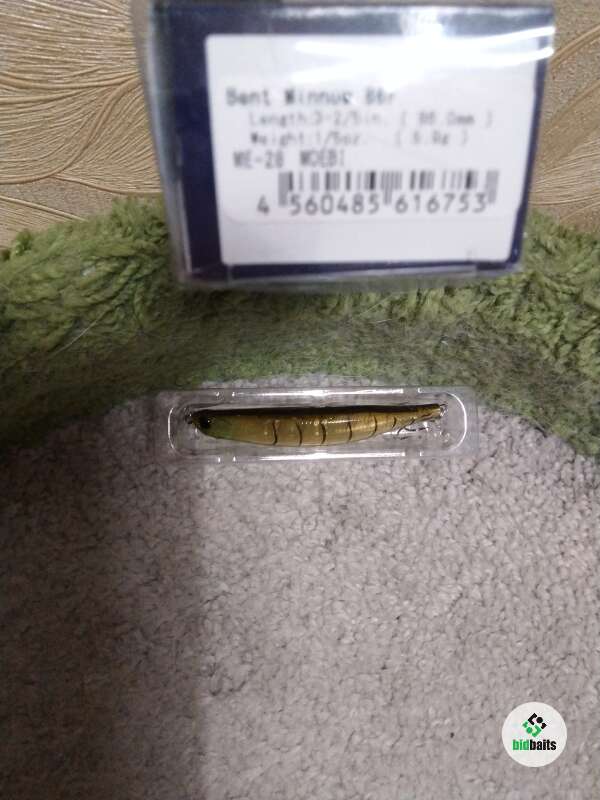 Bent Minnow 86F
Length:3-2/5in. ( 86.0mm )
Weight:1/5oz. ( 5.9g )
ME-28 MOEBI
4 560485 616753
bidbaits